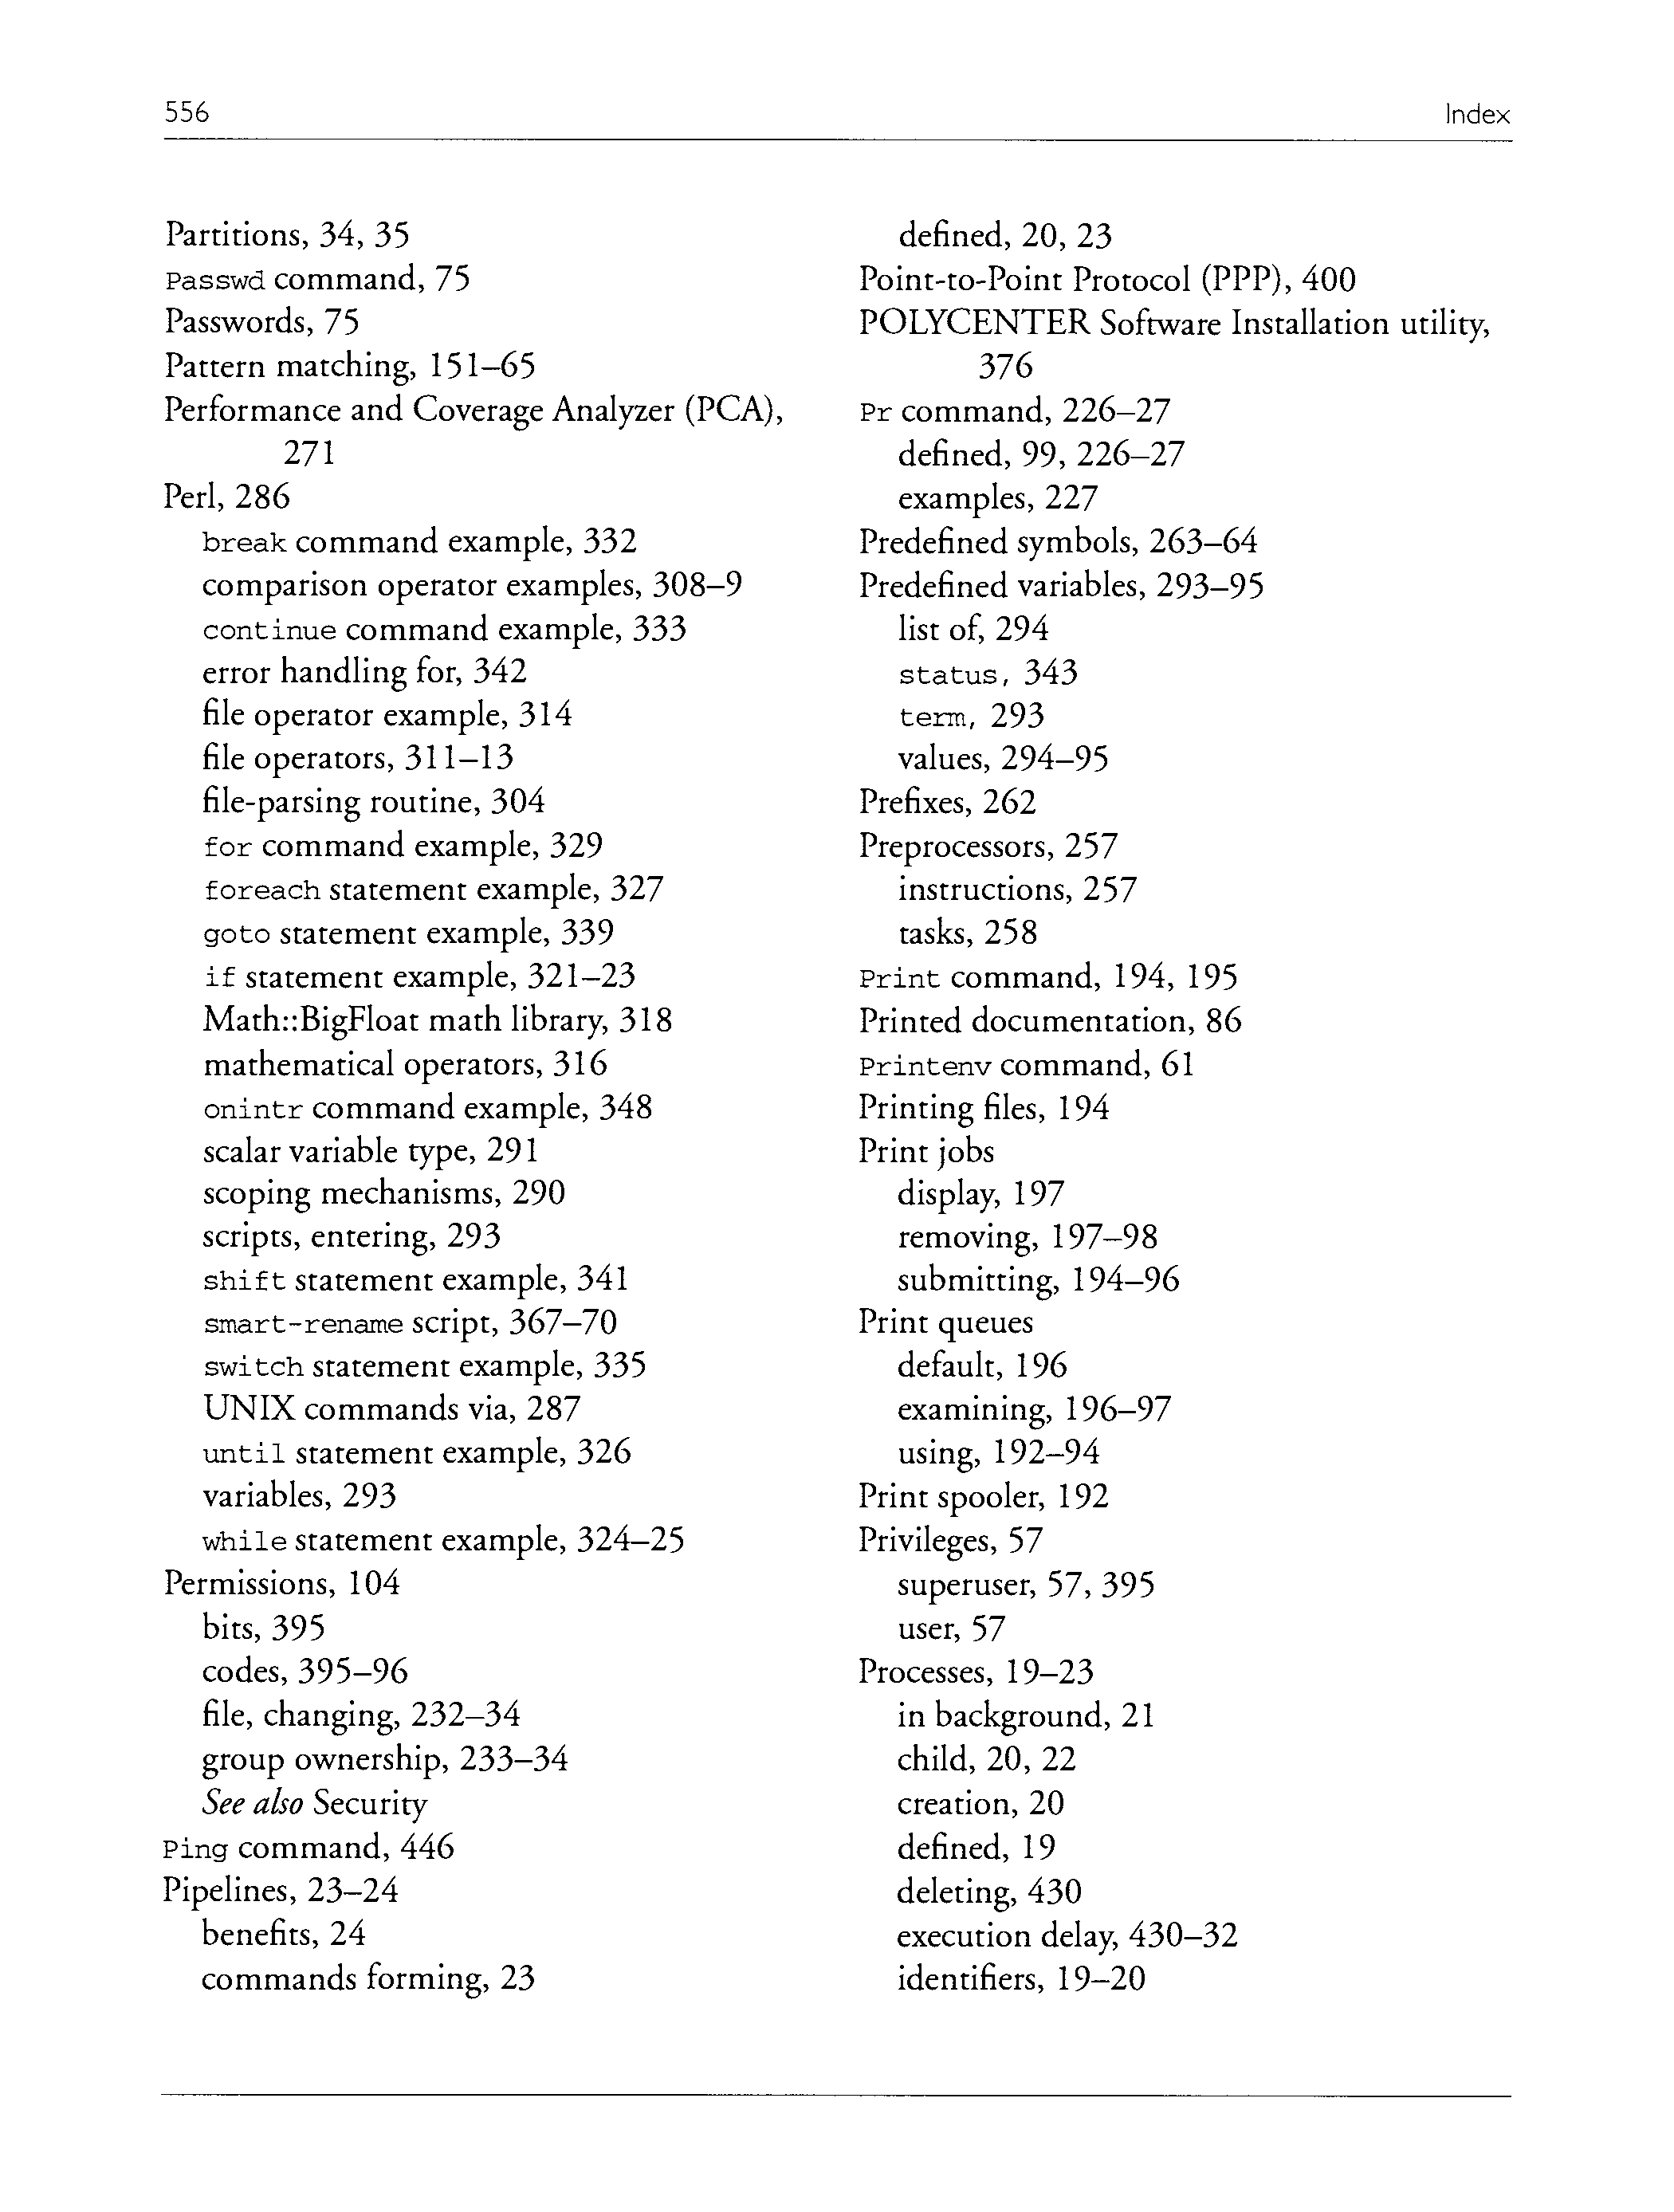 556
Index
Partitions, 34, 35
Passwd command, 75
Passwords, 75
Pattern matching, 151–65
Performance and Coverage Analyzer (PCA),
271
Perl, 286
break command example, 332
comparison operator examples, 308–9
continue command example, 333
error handling for, 342
file operator example, 314
file operators, 311–13
file-parsing routine, 304
for command example, 329
foreach statement example, 327
goto statement example, 339
if statement example, 321–23
Math::BigFloat math library, 318
mathematical operators, 316
onintr command example, 348
scalar variable type, 291
scoping mechanisms, 290
scripts, entering, 293
shift statement example, 341
smart-rename script, 367–70
switch statement example, 335
UNIX commands via, 287
until statement example, 326
variables, 293
while statement example, 324–25
Permissions, 104
bits, 395
codes, 395–96
file, changing, 232–34
group ownership, 233–34
See also Security
Ping command, 446
Pipelines, 23–24
benefits, 24
commands forming, 23
defined, 20, 23
Point-to-Point Protocol (PPP), 400
POLYCENTER Software Installation utility,
376
Pr command, 226–27
defined, 99, 226–27
examples, 227
Predefined symbols, 263–64
Predefined variables, 293–95
list of, 294
status, 343
term, 293
values, 294–95
Prefixes, 262
Preprocessors, 257
instructions, 257
tasks, 258
Print command, 194, 195
Printed documentation, 86
Printenv command, 61
Printing files, 194
Print jobs
display, 197
removing, 197–98
submitting, 194–96
Print queues
default, 196
examining, 196–97
using, 192–94
Print spooler, 192
Privileges, 57
superuser, 57, 395
user, 57
Processes, 19–23
in background, 21
child, 20, 22
creation, 20
defined, 19
deleting, 430
execution delay, 430–32
identifiers, 19–20